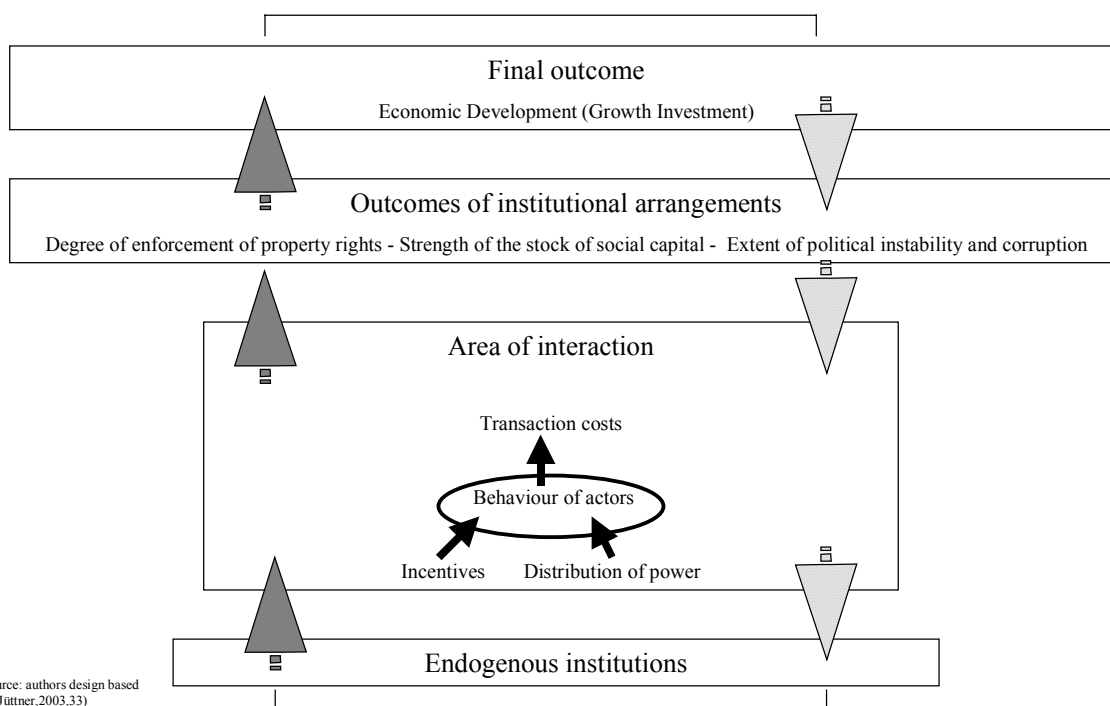 Final outcome
Economic Development (Growth Investment)
Outcomes of institutional arrangements
Degree of enforcement of property rights - Strength of the stock of social capital - Extent of political instability and corruption
Area of interaction
Transaction costs
Behaviour of actors
Incentives Distribution of power
Endogenous institutions
urce: authors design based
Jüttner,2003,33)